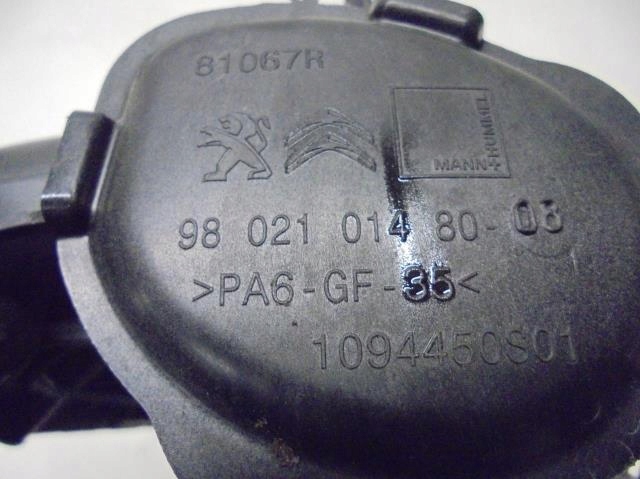 81067R
MANN+HUMMEL
98 021 014 80-03
>PA6-GF-35<
1094450S01